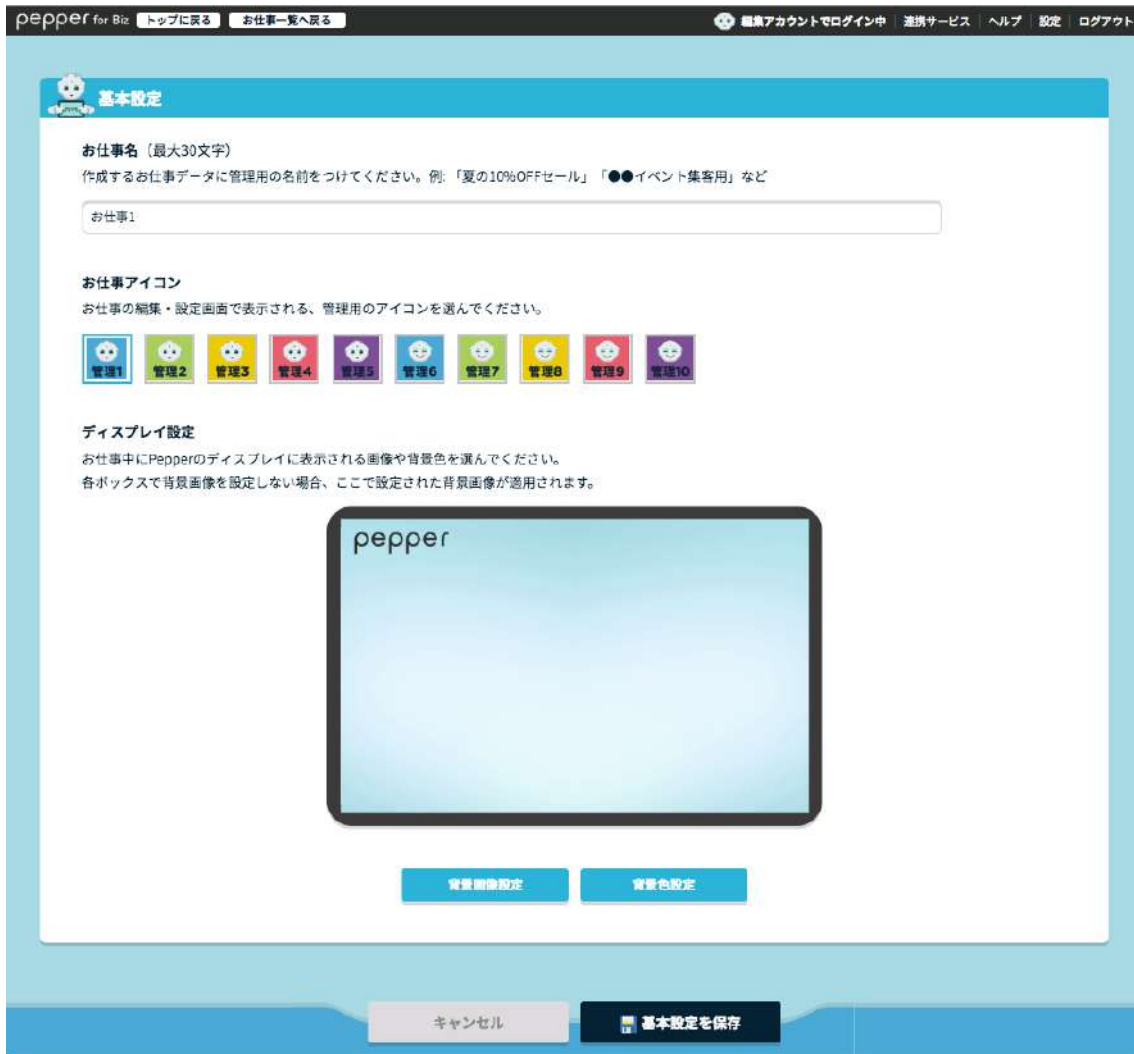 pepper for Biz トップに戻る お仕事一覧へ戻る 編集アカウントでログイン中 連携サービス ヘルプ 設定 ログアウト
基本設定
お仕事名（最大30文字）
作成するお仕事データに管理用の名前をつけてください。例: 「夏の10%OFFセール」「●●イベント集客用」など
お仕事1
お仕事アイコン
お仕事の編集・設定画面で表示される、管理用のアイコンを選んでください。
管理1 管理2 管理3 管理4 管理5 管理6 管理7 管理8 管理9 管理10
ディスプレイ設定
お仕事中にPepperのディスプレイに表示される画像や背景色を選んでください。
各ボックスで背景画像を設定しない場合、ここで設定された背景画像が適用されます。
pepper
背景画像設定 背景色設定
キャンセル 基本設定を保存